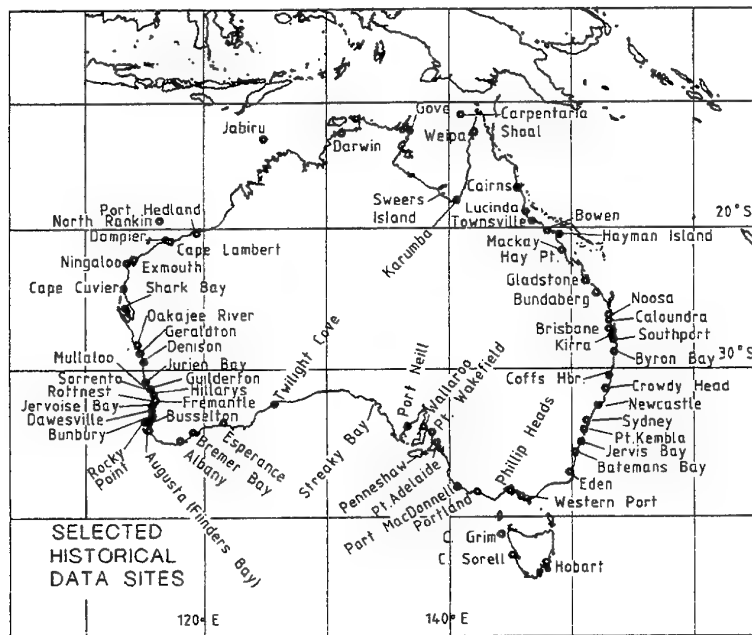 Gove
Carpentaria
Shoal
Jabiru
Darwin
Weipa
Cairns
Sweers
Island
Karumba
Lucinda
Townsville
Bowen
20° S
Port Hedland
North Rankin
Dampier
Cape Lambert
Hayman Island
Mackay
Hay Pt.
Ningaloo
Exmouth
Cape Cuvier
Shark Bay
Gladstone
Bundaberg
Noosa
Caloundra
Brisbane
Kirra
Southport
Oakajee River
Geraldton
Denison
Byron Bay
30° S
Mullaloo
Jurien Bay
Sorrento
Guilderton
Rottnest
Hillarys
Jervoise Bay
Fremantle
Dawesville
Busselton
Bunbury
Rocky
Point
Augusta (Flinders Bay)
Albany
Bremer Bay
Esperance
Twilight Cove
Streaky Bay
Port Neill
Wallaroo
Pt. Wakefield
Penneshaw
Pt. Adelaide
Port MacDonnell
Portland
Phillip Heads
Coffs Hbr.
Crowdy Head
Newcastle
Sydney
Pt. Kembla
Jervis Bay
Batemans Bay
Eden
Western Port
C. Grim
C. Sorell
Hobart
SELECTED
HISTORICAL
DATA SITES
120° E
140° E